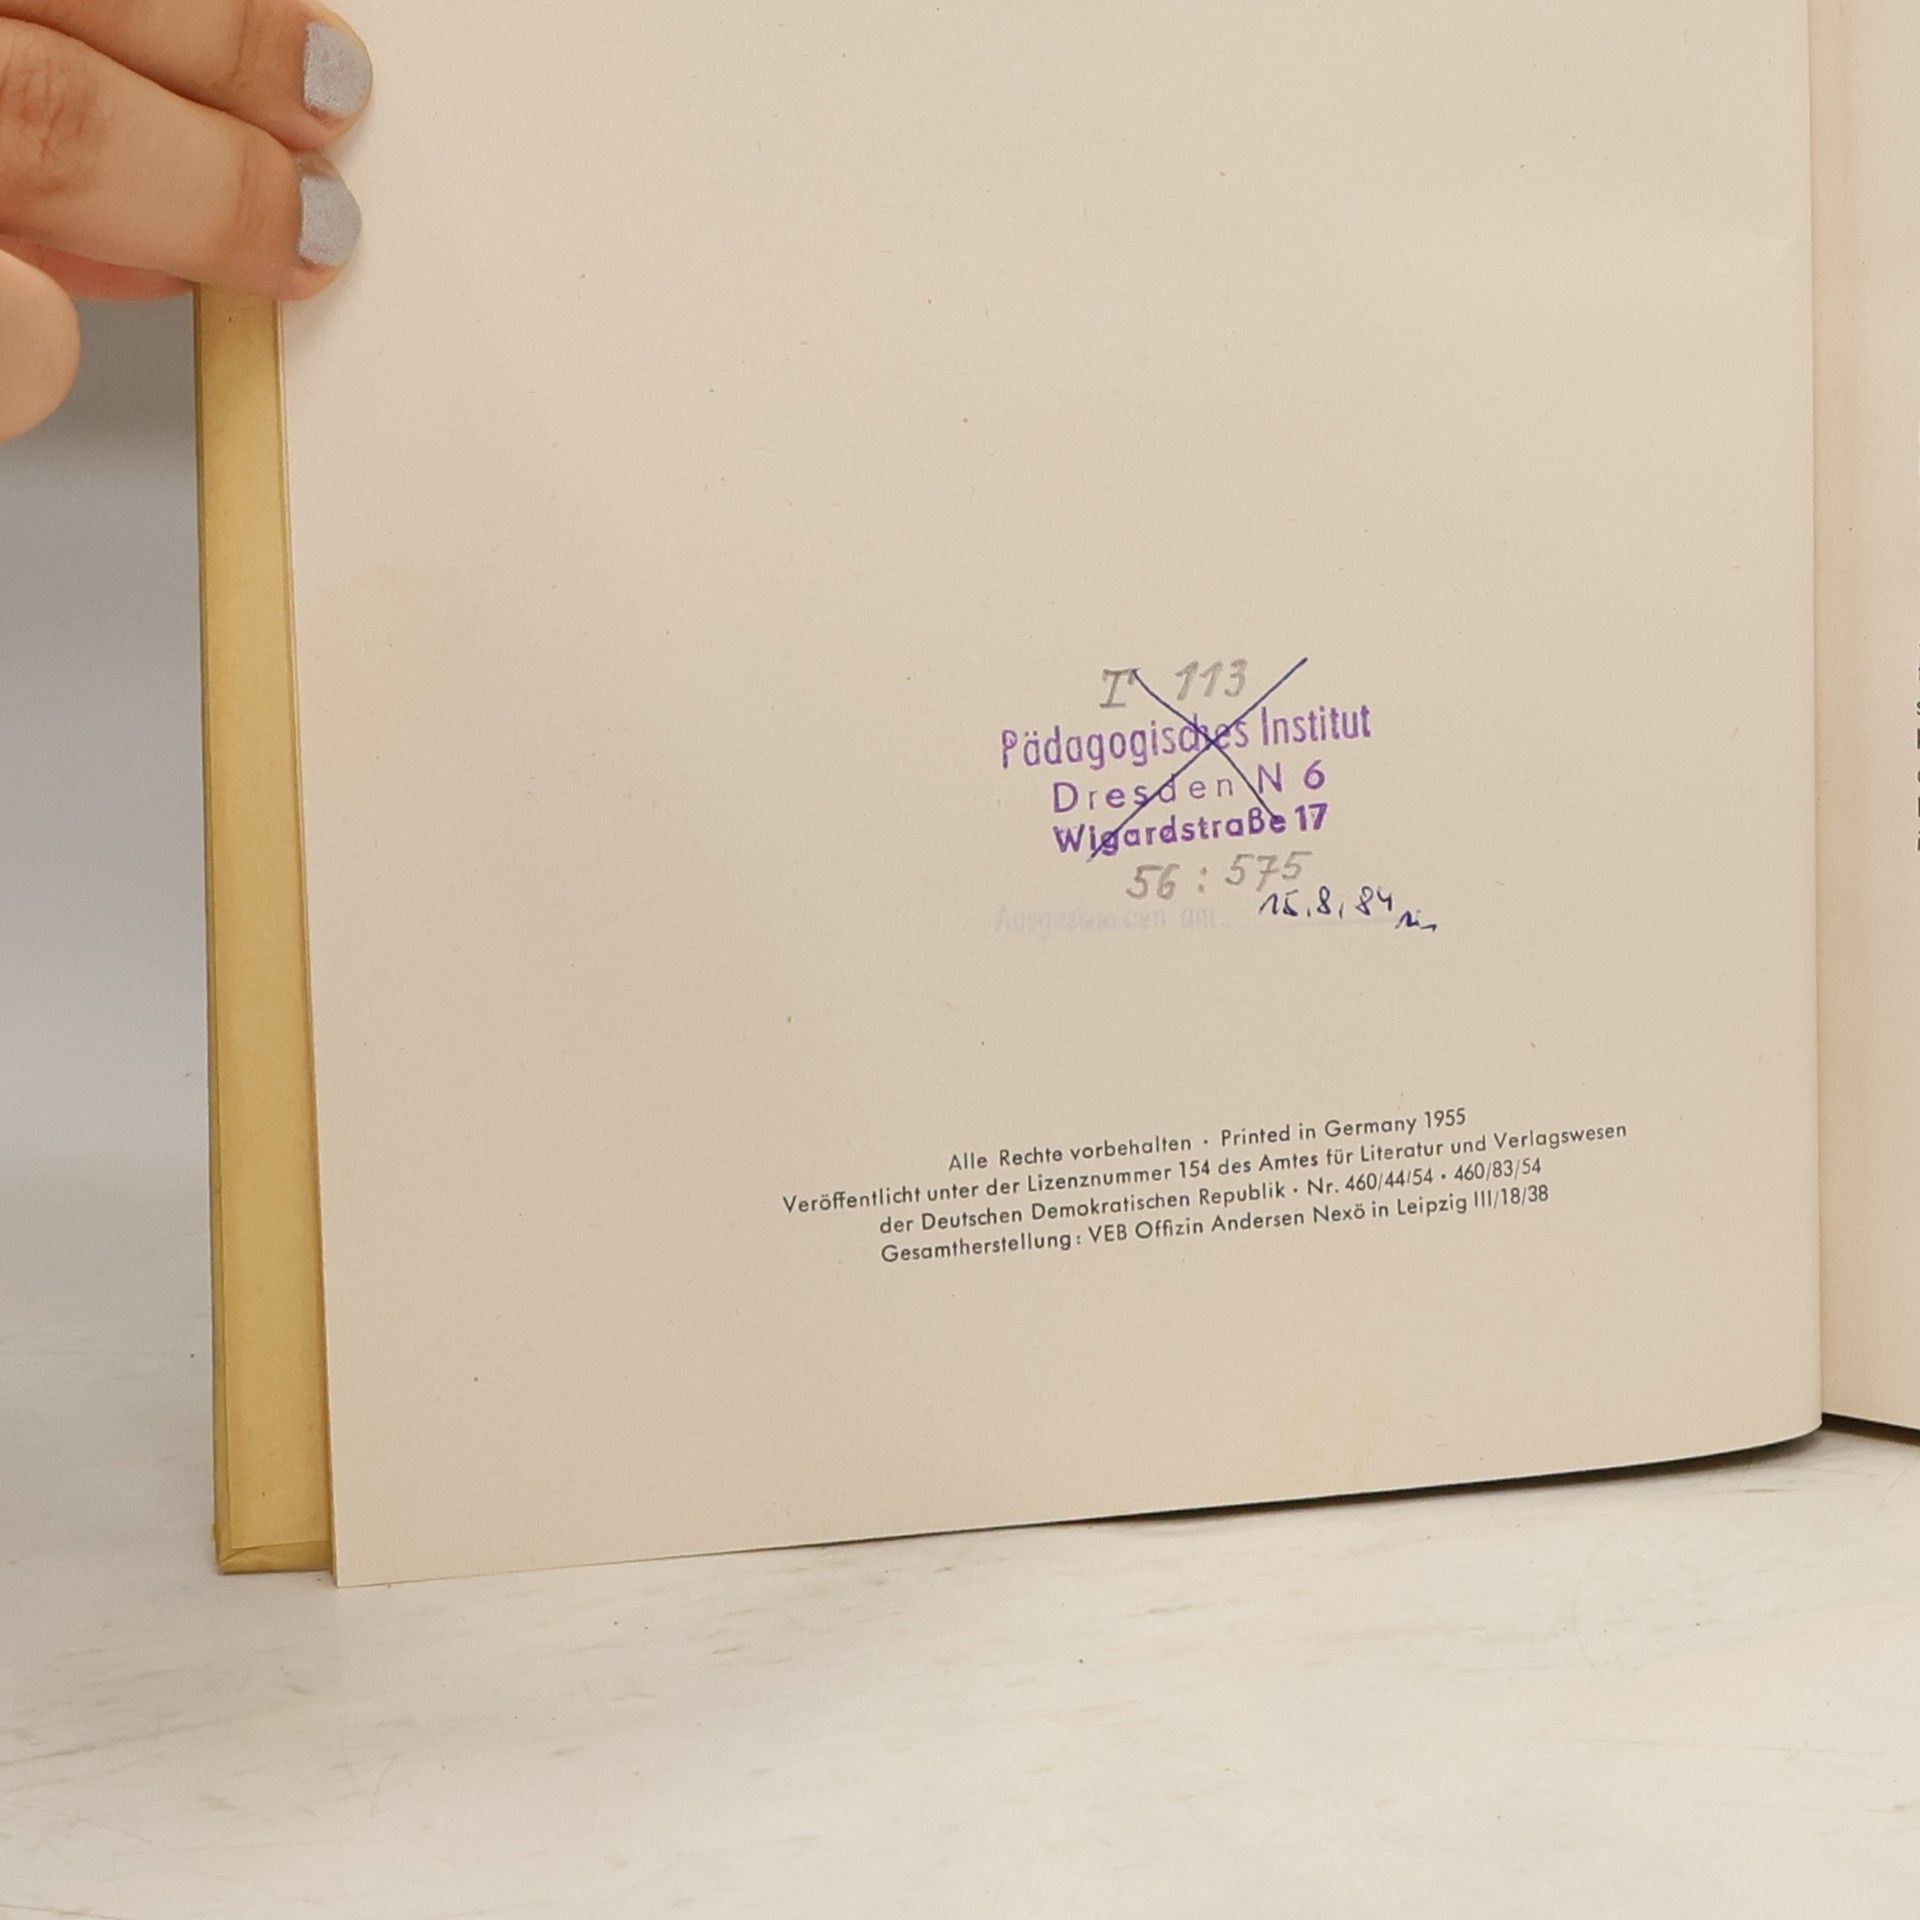 I 113
Pädagogisches Institut
Dresden N 6
Wigardstraße 17
56 : 575
15.8.84
Ausgeschieden am
Alle Rechte vorbehalten · Printed in Germany 1955
Veröffentlicht unter der Lizenznummer 154 des Amtes für Literatur und Verlagswesen
der Deutschen Demokratischen Republik · Nr. 460/44/54 · 460/83/54
Gesamtherstellung: VEB Offizin Andersen Nexö in Leipzig III/18/38